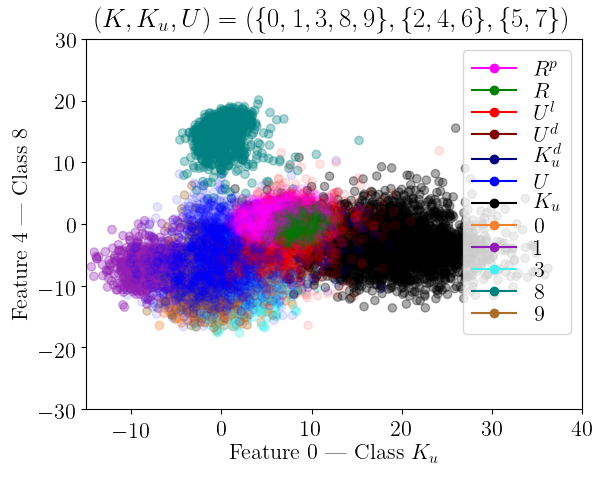 (K, K_u, U) = ({0, 1, 3, 8, 9}, {2, 4, 6}, {5, 7})
30
20
10
0
−10
−20
−30
Feature 4 — Class 8
R^p
R
U^l
U^d
K_u^d
U
K_u
0
1
3
8
9
−10 0 10 20 30 40
Feature 0 — Class K_u